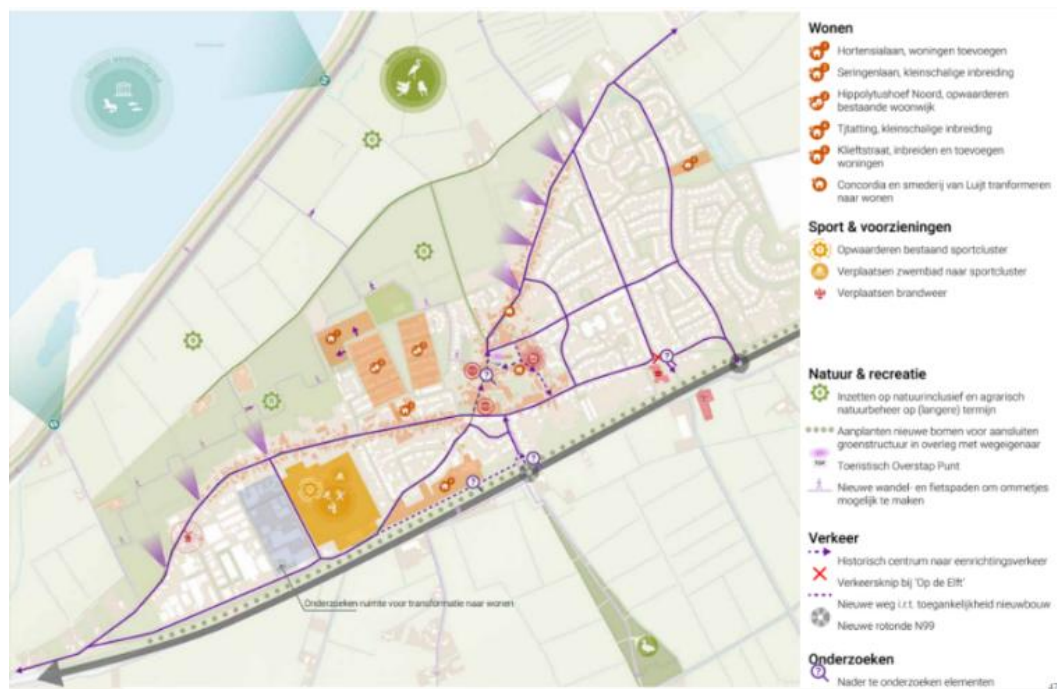 Wonen
Hortensialaan, woningen toevoegen
Seringenlaan, kleinschalige inbreiding
Hippolytushoef Noord, opwaarderen
bestaande woonwijk
Tjtatting, kleinschalige inbreiding
Klieftstraat, inbreiden en toevoegen
woningen
Concordia en smederij van Luijt tranformeren
naar wonen
Sport & voorzieningen
Opwaarderen bestaand sportcluster
Verplaatsen zwembad naar sportcluster
Verplaatsen brandweer
Natuur & recreatie
Inzetten op natuurinclusief en agrarisch
natuurbeheer op (langere) termijn
Aanplanten nieuwe bomen voor aansluiten
groenstructuur in overleg met wegeigenaar
Toeristisch Overstap Punt
Nieuwe wandel- en fietspaden om ommetjes
mogelijk te maken
Verkeer
Historisch centrum naar eenrichtingsverkeer
Verkeersknip bij 'Op de Elft'
Nieuwe weg i.r.t. toegankelijkheid nieuwbouw
Nieuwe rotonde N99
Onderzoeken
Nader te onderzoeken elementen
Onderzoeken ruimte voor transformatie naar wonen